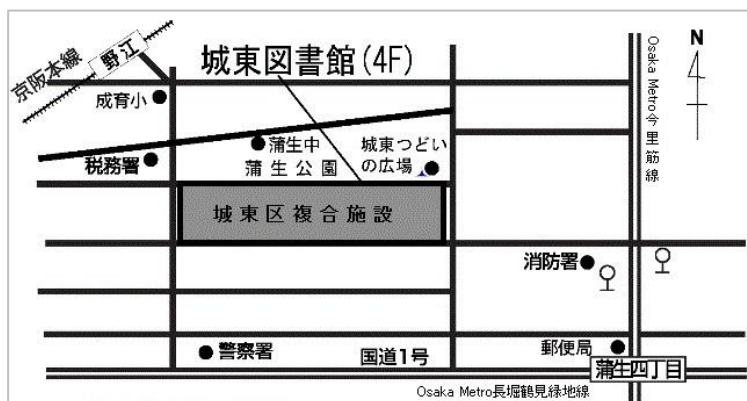 京阪本線
野江
城東図書館(4F)
N
Osaka Metro今里筋線
成育小
蒲生中
城東つどい
の広場
税務署
蒲生公園
城東区複合施設
消防署
警察署
国道1号
郵便局
蒲生四丁目
Osaka Metro長堀鶴見緑地線